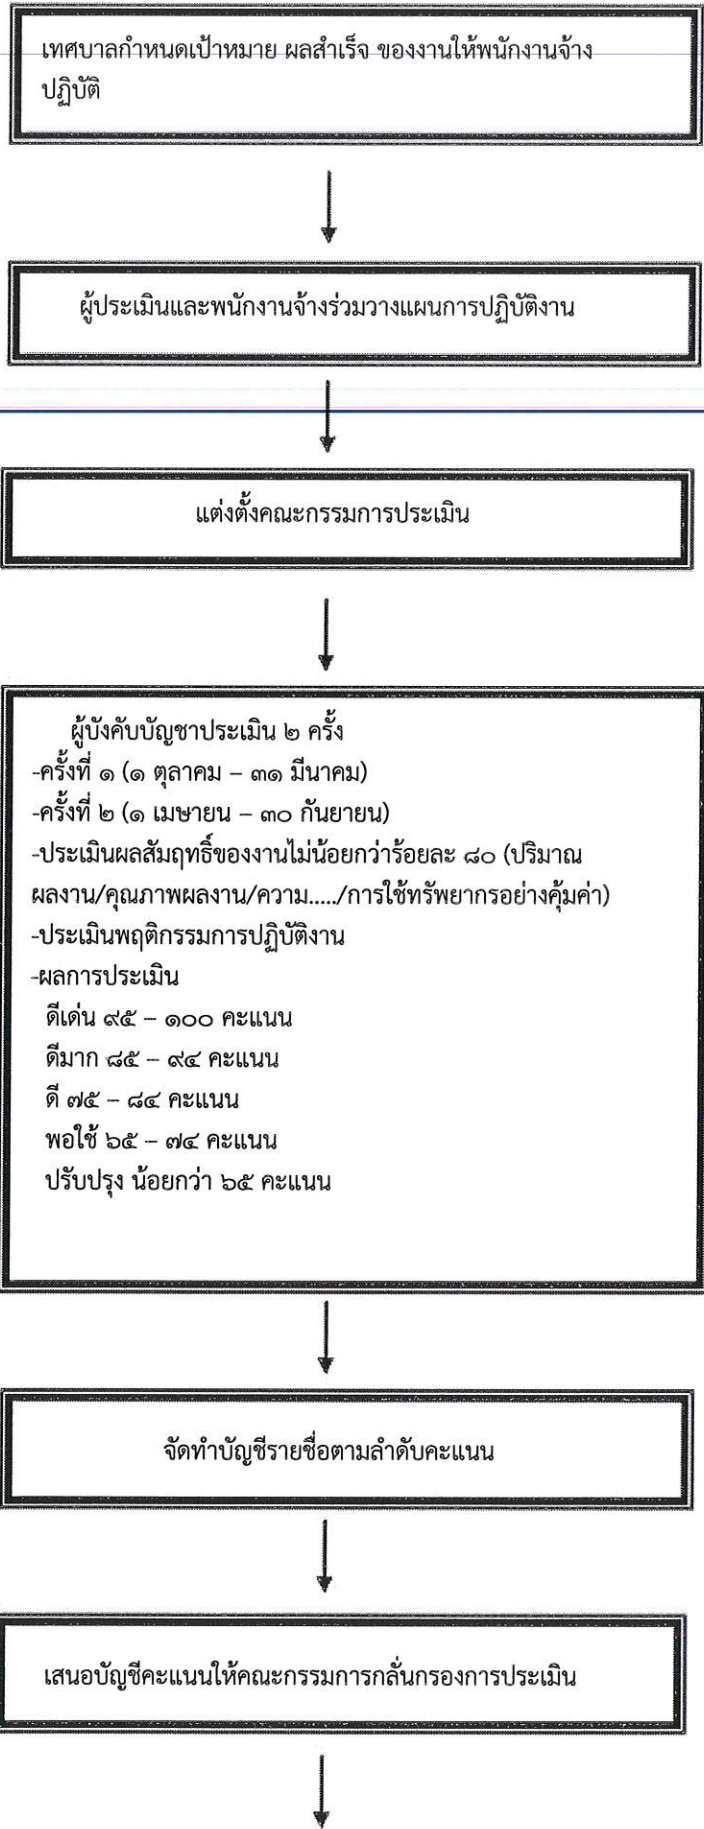 เทศบาลกำหนดเป้าหมาย ผลสำเร็จ ของงานให้พนักงานจ้าง
ปฏิบัติ
ผู้ประเมินและพนักงานจ้างร่วมวางแผนการปฏิบัติงาน
แต่งตั้งคณะกรรมการประเมิน
ผู้บังคับบัญชาประเมิน ๒ ครั้ง
-ครั้งที่ ๑ (๑ ตุลาคม – ๓๑ มีนาคม)
-ครั้งที่ ๒ (๑ เมษายน – ๓๐ กันยายน)
-ประเมินผลสัมฤทธิ์ของงานไม่น้อยกว่าร้อยละ ๘๐ (ปริมาณ
ผลงาน/คุณภาพผลงาน/ความ...../การใช้ทรัพยากรอย่างคุ้มค่า)
-ประเมินพฤติกรรมการปฏิบัติงาน
-ผลการประเมิน
ดีเด่น ๙๕ – ๑๐๐ คะแนน
ดีมาก ๘๕ – ๙๔ คะแนน
ดี ๗๕ – ๘๔ คะแนน
พอใช้ ๖๕ – ๗๔ คะแนน
ปรับปรุง น้อยกว่า ๖๕ คะแนน
จัดทำบัญชีรายชื่อตามลำดับคะแนน
เสนอบัญชีคะแนนให้คณะกรรมการกลั่นกรองการประเมิน